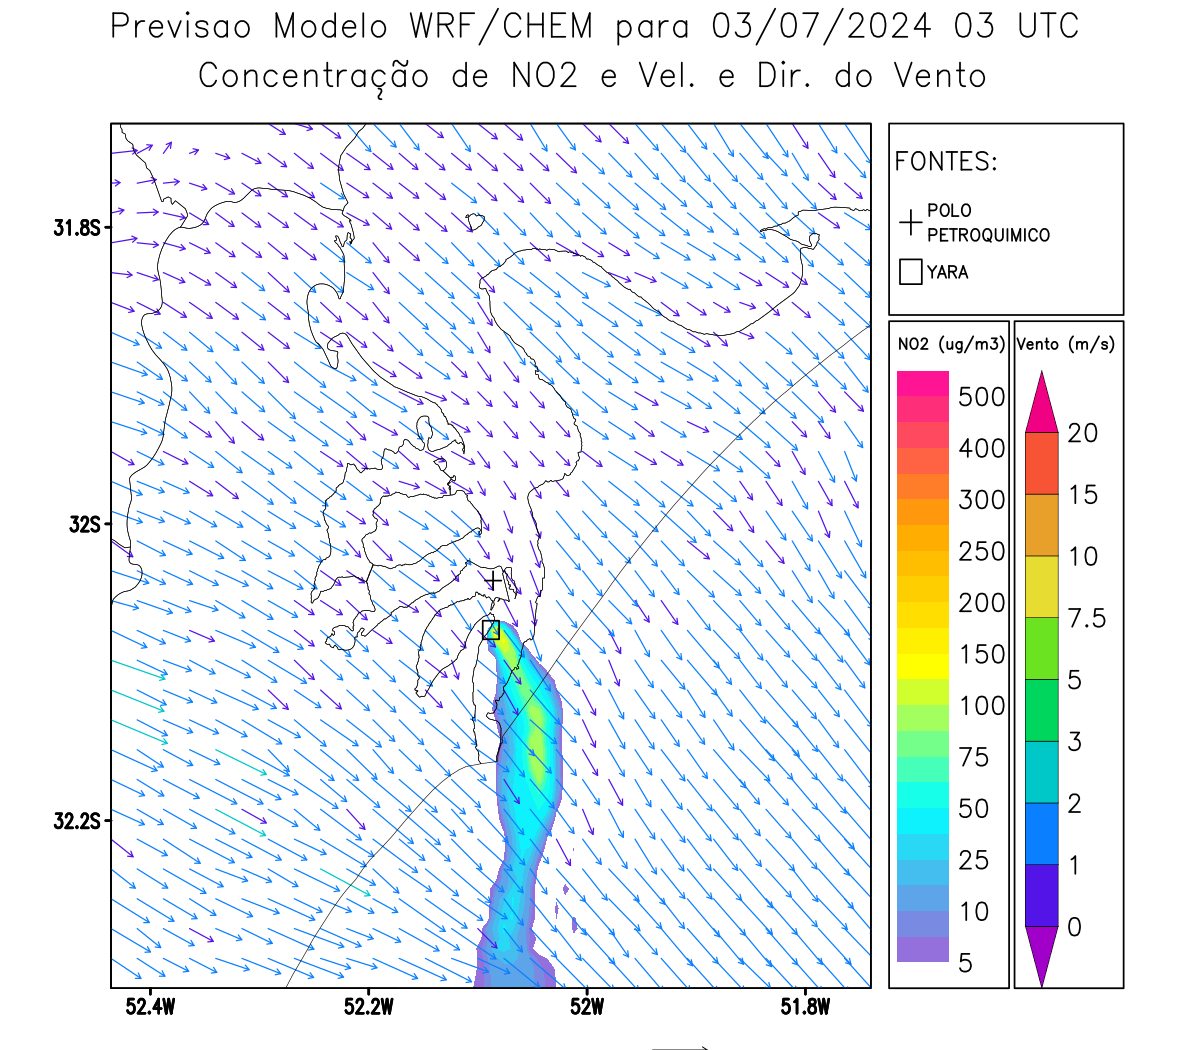 Previsao Modelo WRF/CHEM para 03/07/2024 03 UTC
Concentração de NO2 e Vel. e Dir. do Vento
FONTES:
POLO
PETROQUIMICO
YARA
31.8S
32S
32.2S
52.4W
52.2W
52W
51.8W
NO2 (ug/m3)
500
400
300
250
200
150
100
75
50
25
10
5
Vento (m/s)
20
15
10
7.5
5
3
2
1
0